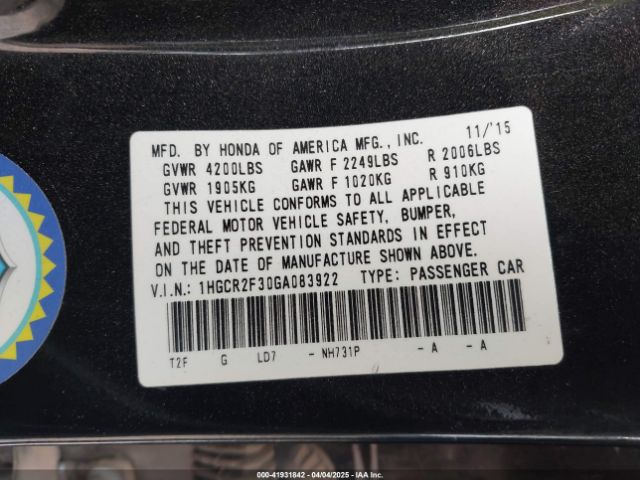 MFD. BY HONDA OF AMERICA MFG., INC. 11/'15
GVWR 4200LBS GAWR F 2249LBS R 2006LBS
GVWR 1905KG GAWR F 1020KG R 910KG
THIS VEHICLE CONFORMS TO ALL APPLICABLE
FEDERAL MOTOR VEHICLE SAFETY, BUMPER,
AND THEFT PREVENTION STANDARDS IN EFFECT
ON THE DATE OF MANUFACTURE SHOWN ABOVE.
V.I.N.: 1HGCR2F30GA083922 TYPE: PASSENGER CAR
T2F G LD7 - NH731P - A - A
000-41931842 - 04/04/2025 - IAAI, Inc.